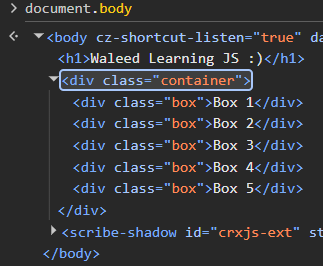 > document.body
<body cz-shortcut-listen="true" da
<h1>Waleed Learning JS :)</h1>
<div class="container">
<div class="box">Box 1</div>
<div class="box">Box 2</div>
<div class="box">Box 3</div>
<div class="box">Box 4</div>
<div class="box">Box 5</div>
</div>
<scribe-shadow id="crxjs-ext" st
</body>